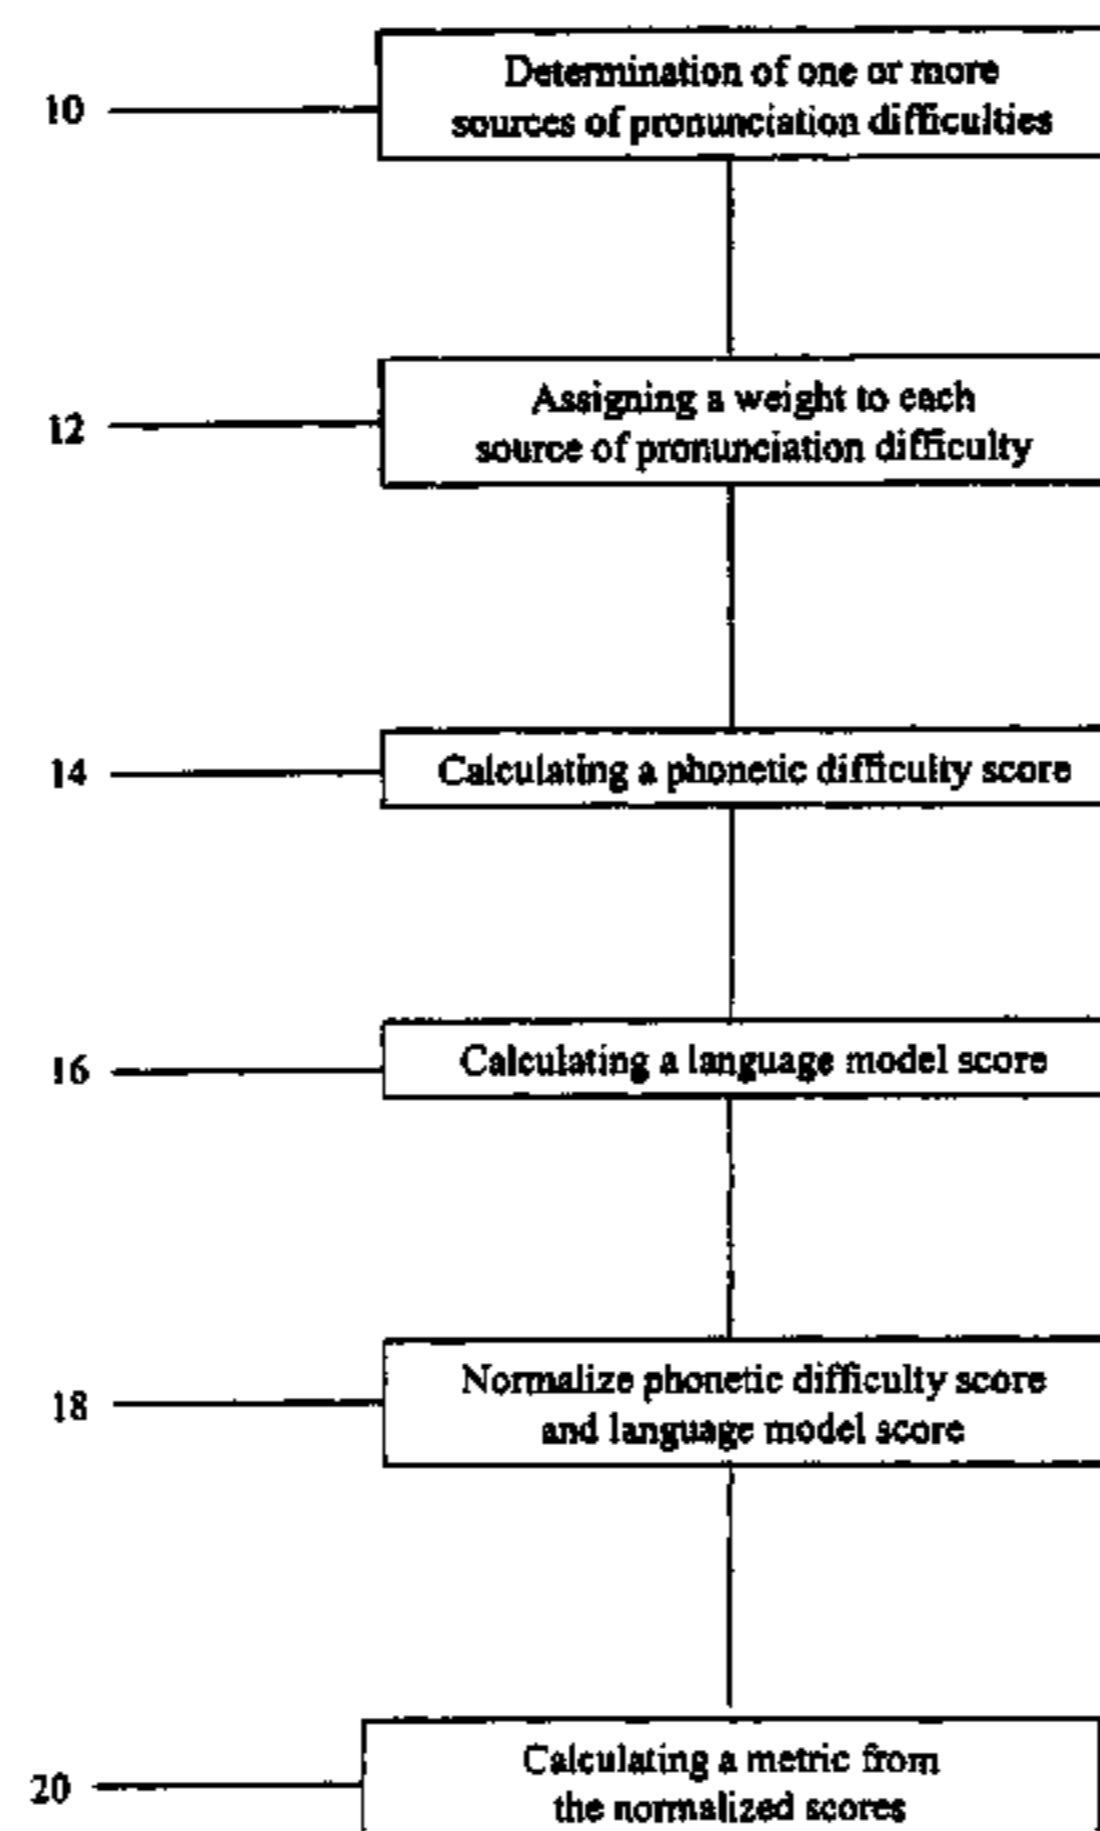 10
Determination of one or more
sources of pronunciation difficulties
12
Assigning a weight to each
source of pronunciation difficulty
14
Calculating a phonetic difficulty score
16
Calculating a language model score
18
Normalize phonetic difficulty score
and language model score
20
Calculating a metric from
the normalized scores